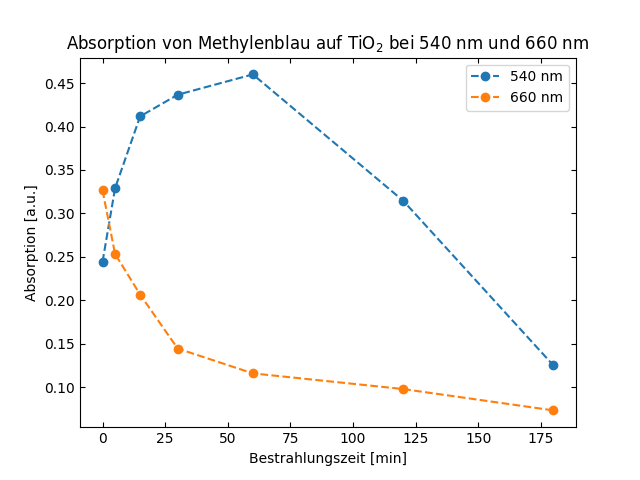 Absorption von Methylenblau auf TiO₂ bei 540 nm und 660 nm
540 nm
660 nm
Absorption [a.u.]
0.45
0.40
0.35
0.30
0.25
0.20
0.15
0.10
0 25 50 75 100 125 150 175
Bestrahlungszeit [min]